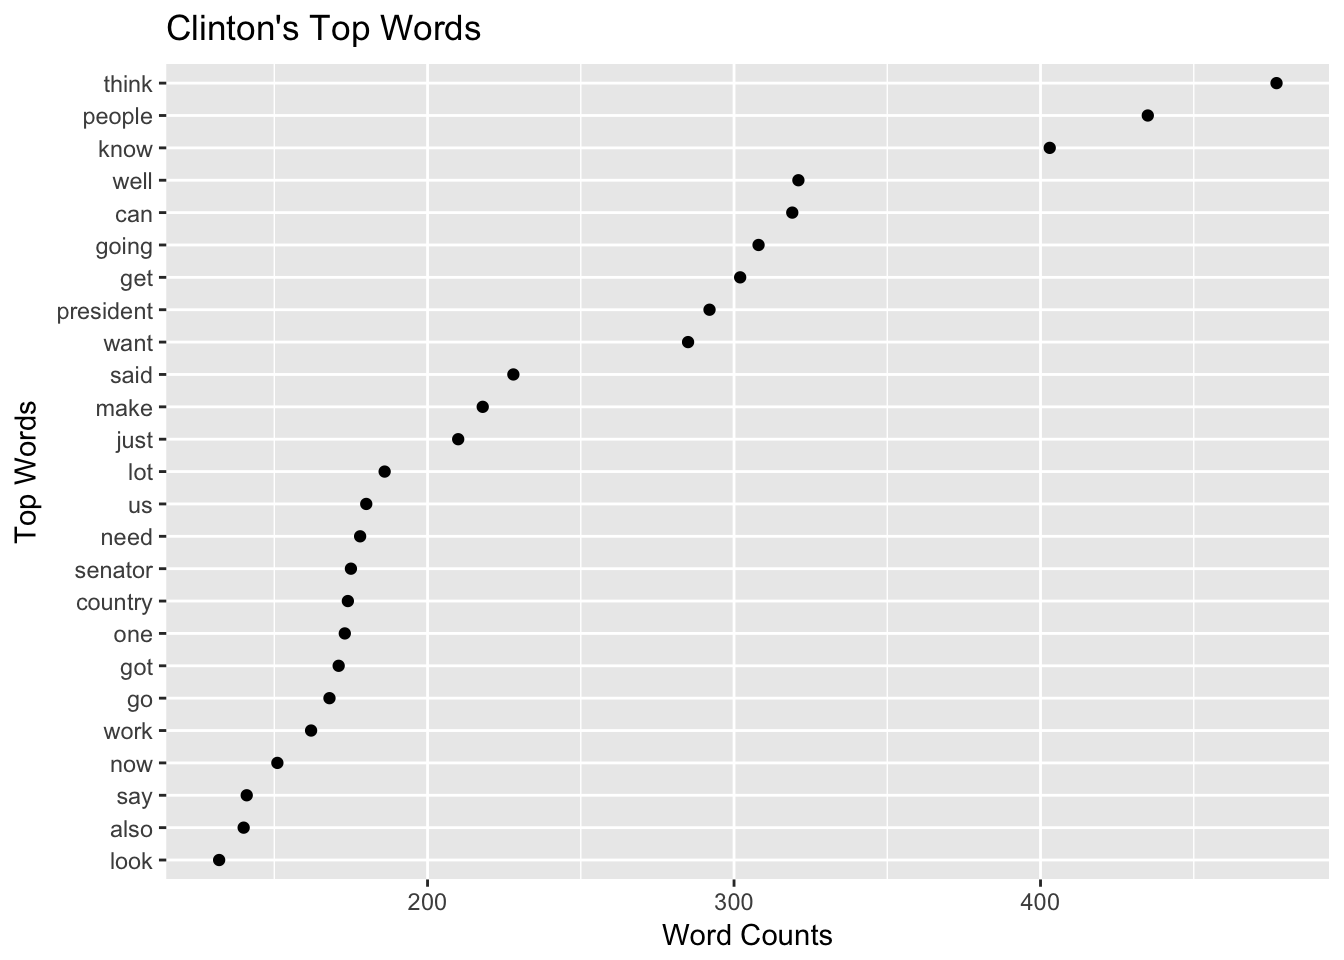 Clinton's Top Words
Top Words
think
people
know
well
can
going
get
president
want
said
make
just
lot
us
need
senator
country
one
got
go
work
now
say
also
look
200 300 400
Word Counts